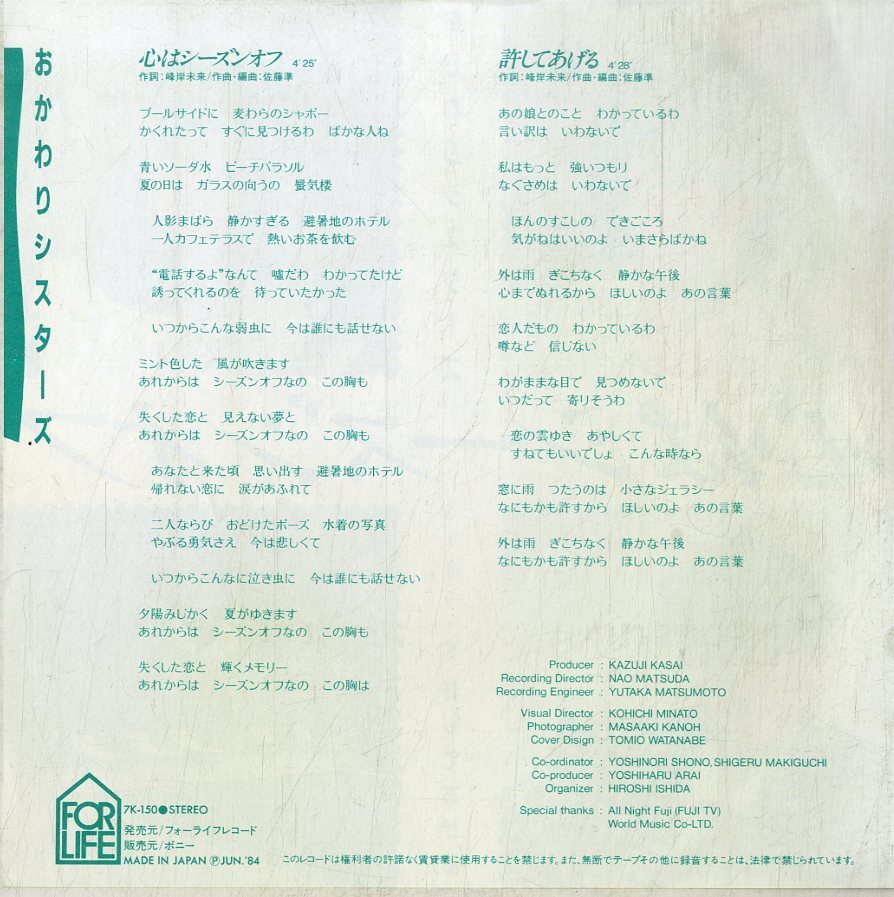 おかわりシスターズ
心はシーズンオフ 4'25"
作詞:峰岸未来/作曲・編曲:佐藤準
プールサイドに 麦わらのシャポー
かくれたって すぐに見つけるわ ばかな人ね
青いソーダ水 ビーチパラソル
夏の日は ガラスの向うの 蜃気楼
人影まばら 静かすぎる 避暑地のホテル
一人カフェテラスで 熱いお茶を飲む
“電話するよ”なんて 嘘だわ わかってたけど
誘ってくれるのを 待っていたかった
いつからこんな弱虫に 今は誰にも話せない
ミント色した 風が吹きます
あれからは シーズンオフなの この胸も
失くした恋と 見えない夢と
あれからは シーズンオフなの この胸も
あなたと来た頃 思い出す 避暑地のホテル
帰れない恋に 涙があふれて
二人ならび おどけたポーズ 水着の写真
やぶる勇気さえ 今は悲しくて
いつからこんなに泣き虫に 今は誰にも話せない
夕陽みじかく 夏がゆきます
あれからは シーズンオフなの この胸も
失くした恋と 輝くメモリー
あれからは シーズンオフなの この胸は
許してあげる 4'28"
作詞:峰岸未来/作曲・編曲:佐藤準
あの娘とのこと わかっているわ
言い訳は いわないで
私はもっと 強いつもり
なぐさめは いわないで
ほんのすこしの できごころ
気がねはいいのよ いまさらばかね
外は雨 ぎこちなく 静かな午後
心までぬれるから ほしいのよ あの言葉
恋人だもの わかっているわ
噂など 信じない
わがままな目で 見つめないで
いつだって 寄りそうわ
恋の雲ゆき あやしくて
すねてもいいでしょ こんな時なら
窓に雨 つたうのは 小さなジェラシー
なにもかも許すから ほしいのよ あの言葉
外は雨 ぎこちなく 静かな午後
なにもかも許すから ほしいのよ あの言葉
Producer : KAZUJI KASAI
Recording Director : NAO MATSUDA
Recording Engineer : YUTAKA MATSUMOTO
Visual Director : KOHICHI MINATO
Photographer : MASAAKI KANOH
Cover Disign : TOMIO WATANABE
Co-ordinator : YOSHINORI SHONO, SHIGERU MAKIGUCHI
Co-producer : YOSHIHARU ARAI
Organizer : HIROSHI ISHIDA
Special thanks : All Night Fuji (FUJI TV)
World Music Co-LTD.
FOR LIFE
7K-150●STEREO
発売元/フォーライフレコード
販売元/ポニー
MADE IN JAPAN ℗JUN.'84
このレコードは権利者の許諾なく賃貸業に使用することを禁じます。また、無断でテープその他に録音することは、法律で禁じられています。